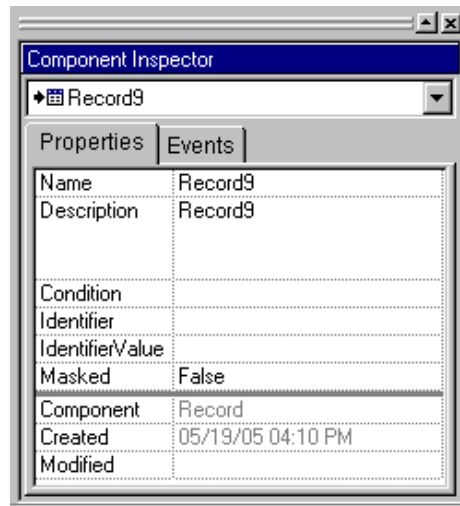 Component Inspector
Record9
Properties Events
Name Record9
Description Record9
Condition
Identifier
IdentifierValue
Masked False
Component Record
Created 05/19/05 04:10 PM
Modified